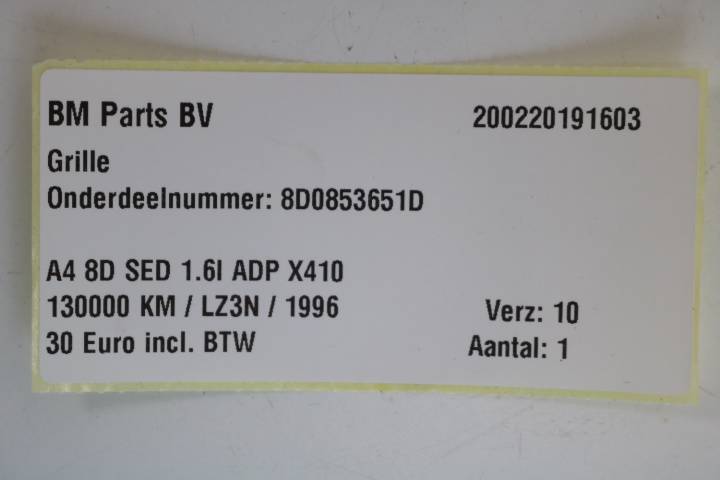 BM Parts BV 200220191603
Grille
Onderdeelnummer: 8D0853651D
A4 8D SED 1.6I ADP X410
130000 KM / LZ3N / 1996 Verz: 10
30 Euro incl. BTW Aantal: 1